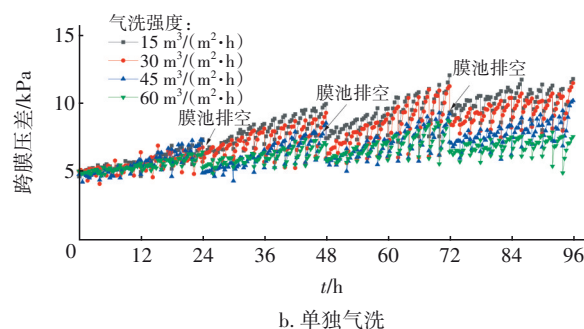 气洗强度：
15 m³/(m²·h)
30 m³/(m²·h)
45 m³/(m²·h)
60 m³/(m²·h)
膜池排空
膜池排空
膜池排空
跨膜压差/kPa
15
10
5
0
12
24
36
48
60
72
84
96
t/h
b. 单独气洗